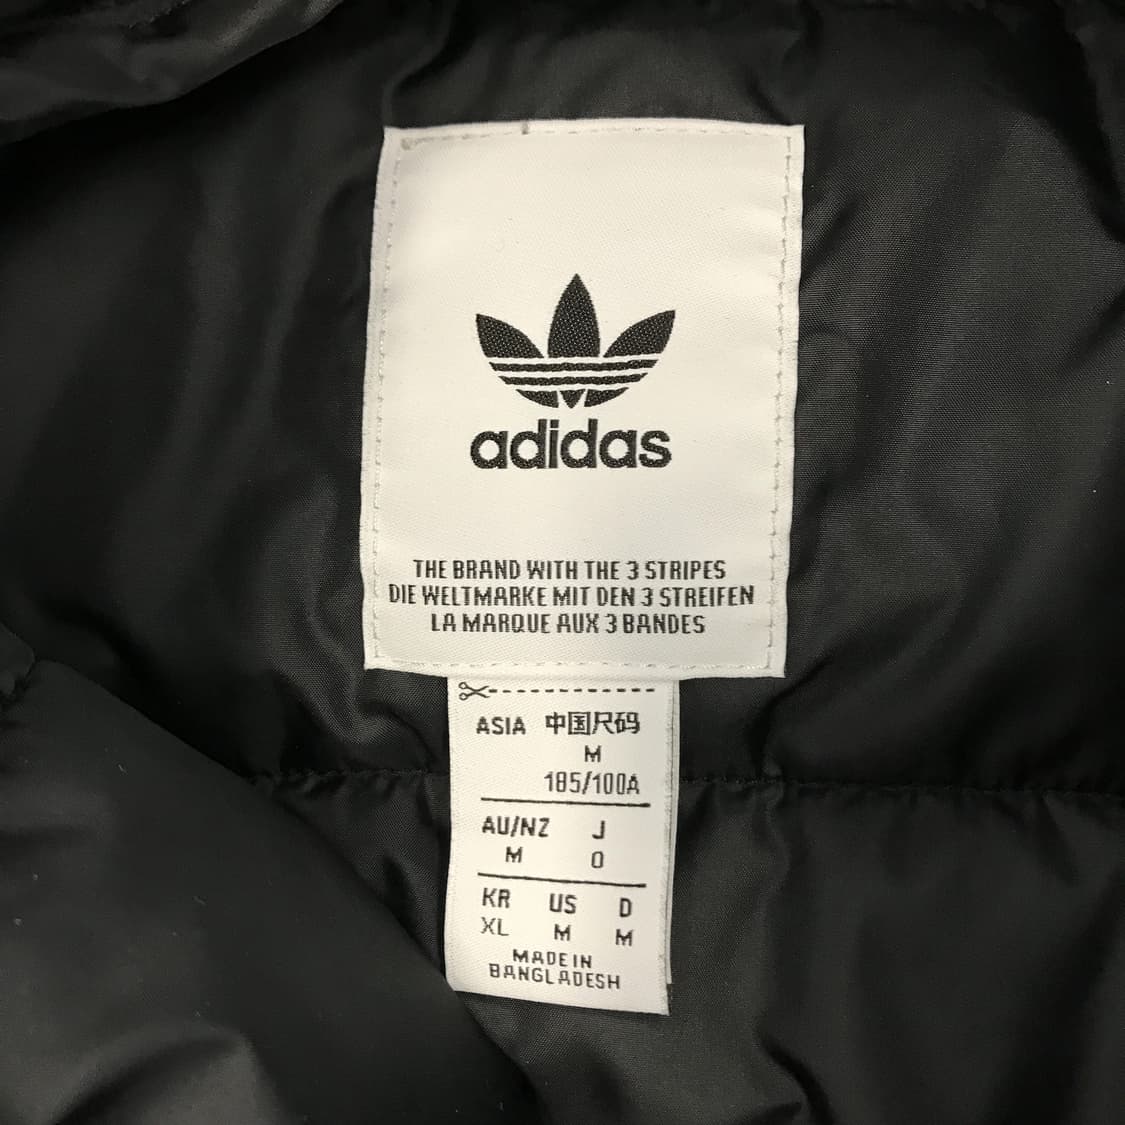 adidas
THE BRAND WITH THE 3 STRIPES
DIE WELTMARKE MIT DEN 3 STREIFEN
LA MARQUE AUX 3 BANDES
ASIA 中国尺码
M
185/100A
AU/NZ J
M O
KR US D
XL M M
MADE IN
BANGLADESH